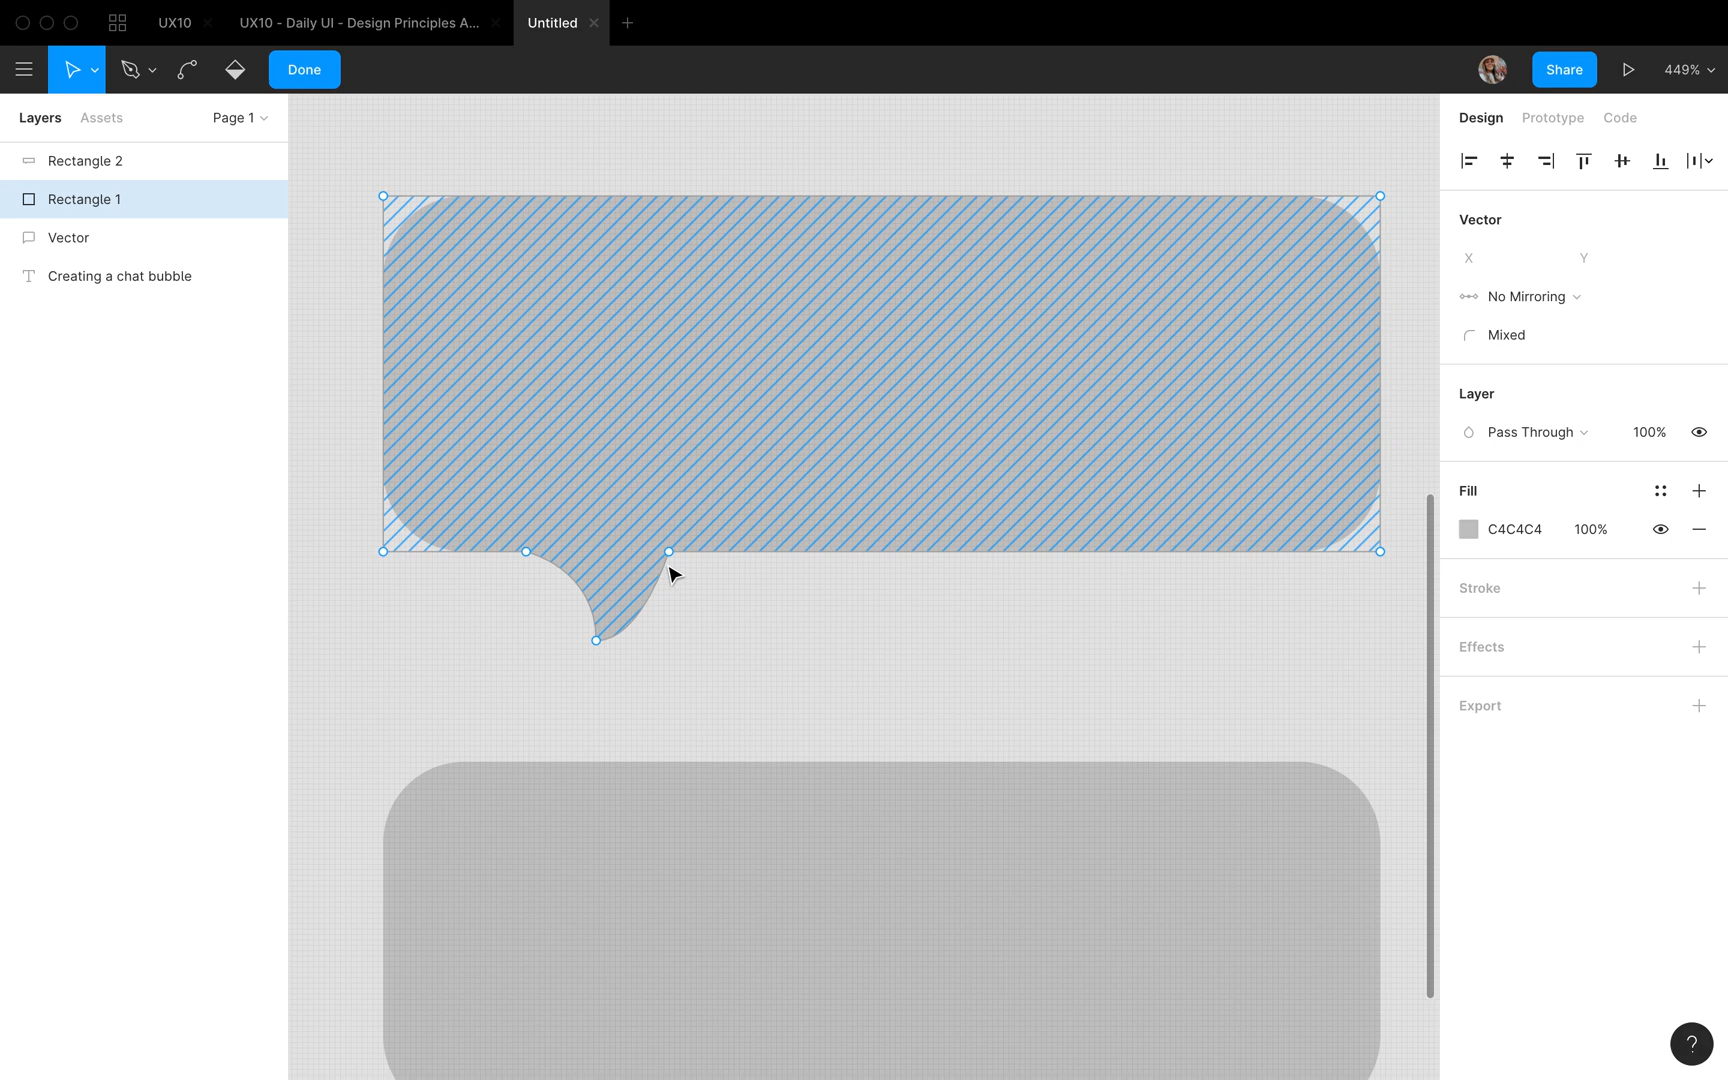 UX10
UX10 - Daily UI - Design Principles A...
Untitled
Done
Share
449%
Layers
Assets
Page 1
Rectangle 2
Rectangle 1
Vector
Creating a chat bubble
Design
Prototype
Code
Vector
X
Y
No Mirroring
Mixed
Layer
Pass Through
100%
Fill
C4C4C4
100%
Stroke
Effects
Export
?